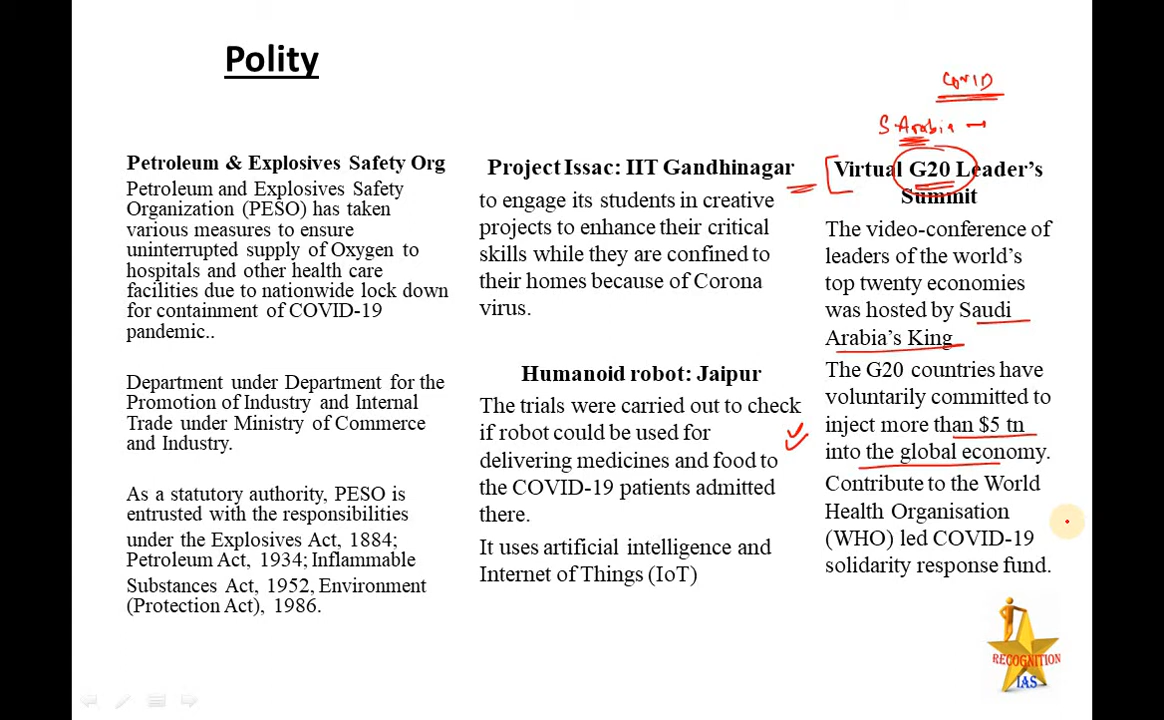 Polity
Petroleum & Explosives Safety Org
Petroleum and Explosives Safety
Organization (PESO) has taken
various measures to ensure
uninterrupted supply of Oxygen to
hospitals and other health care
facilities due to nationwide lock down
for containment of COVID-19
pandemic..
Department under Department for the
Promotion of Industry and Internal
Trade under Ministry of Commerce
and Industry.
As a statutory authority, PESO is
entrusted with the responsibilities
under the Explosives Act, 1884;
Petroleum Act, 1934; Inflammable
Substances Act, 1952, Environment
(Protection Act), 1986.
Project Issac: IIT Gandhinagar
to engage its students in creative
projects to enhance their critical
skills while they are confined to
their homes because of Corona
virus.
Humanoid robot: Jaipur
The trials were carried out to check
if robot could be used for
delivering medicines and food to
the COVID-19 patients admitted
there.
It uses artificial intelligence and
Internet of Things (IoT)
COVID
S.Arabia
Virtual G20 Leader's
Summit
The video-conference of
leaders of the world's
top twenty economies
was hosted by Saudi
Arabia's King
The G20 countries have
voluntarily committed to
inject more than $5 tn
into the global economy.
Contribute to the World
Health Organisation
(WHO) led COVID-19
solidarity response fund.
RECOGNITION
IAS